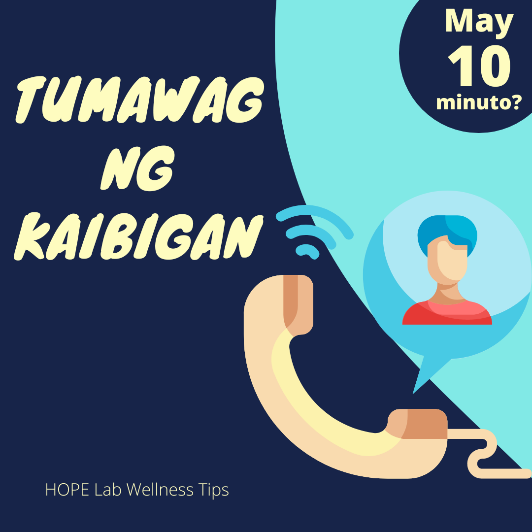 May
10
minuto?
TUMAWAG
NG
KAIBIGAN
HOPE Lab Wellness Tips